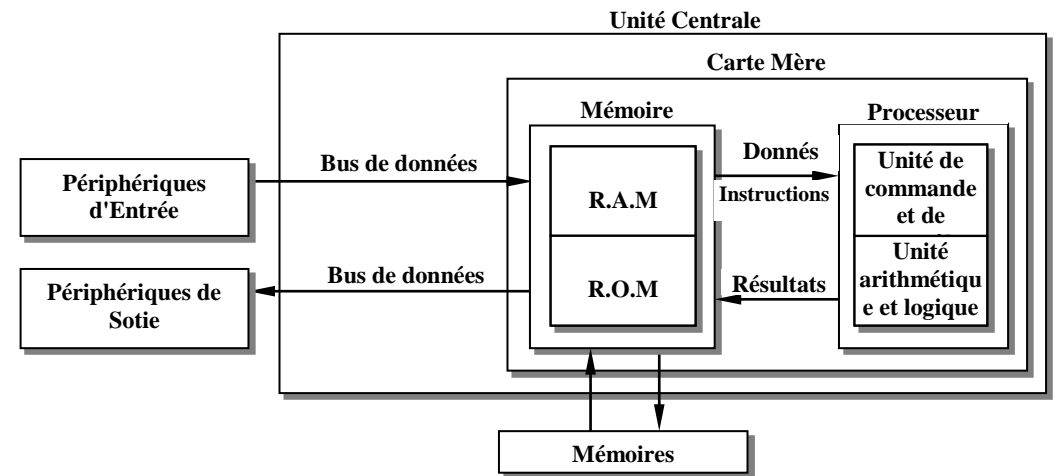 Unité Centrale
Carte Mère
Mémoire
Processeur
Périphériques
d'Entrée
Bus de données
R.A.M
Donnés
Instructions
Unité de
commande
et de
Périphériques de
Sotie
Bus de données
R.O.M
Résultats
Unité
arithmétiqu
e et logique
Mémoires